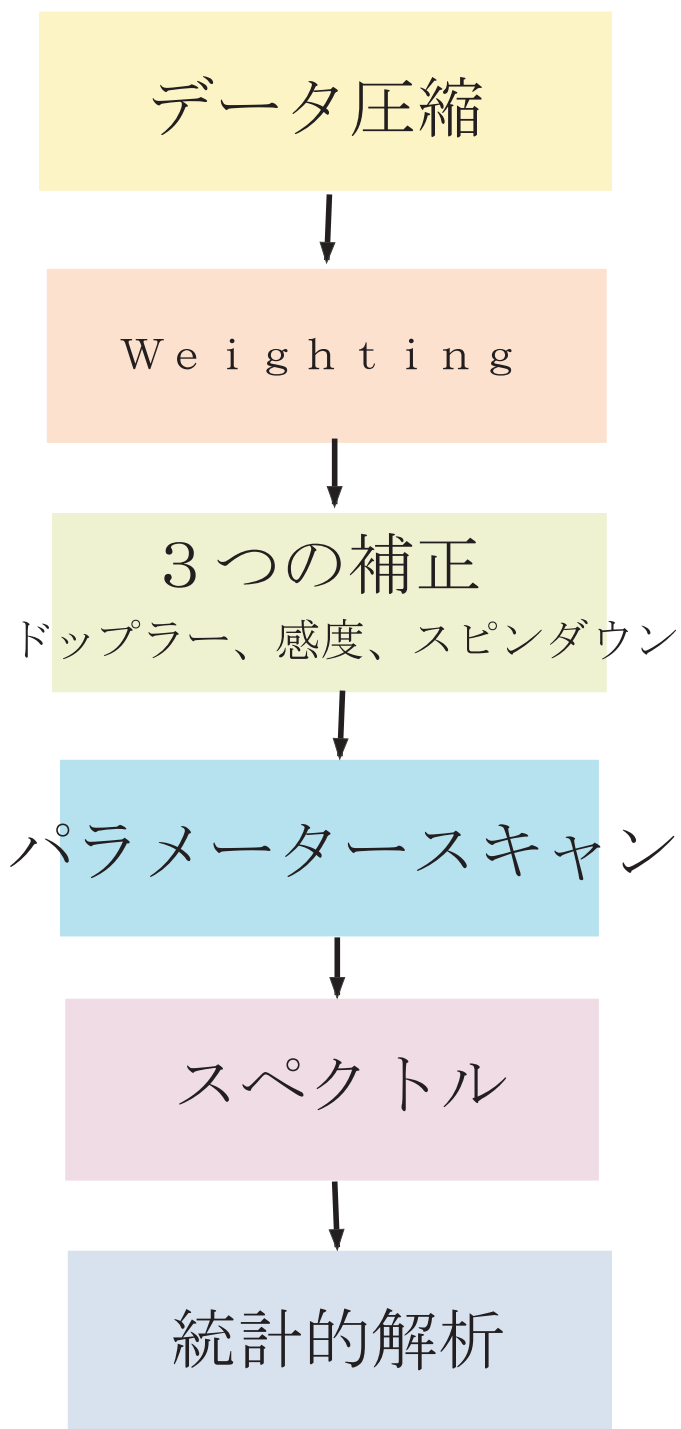 データ圧縮
Ｗｅｉｇｈｔｉｎｇ
３つの補正
ドップラー、感度、スピンダウン
パラメータースキャン
スペクトル
統計的解析